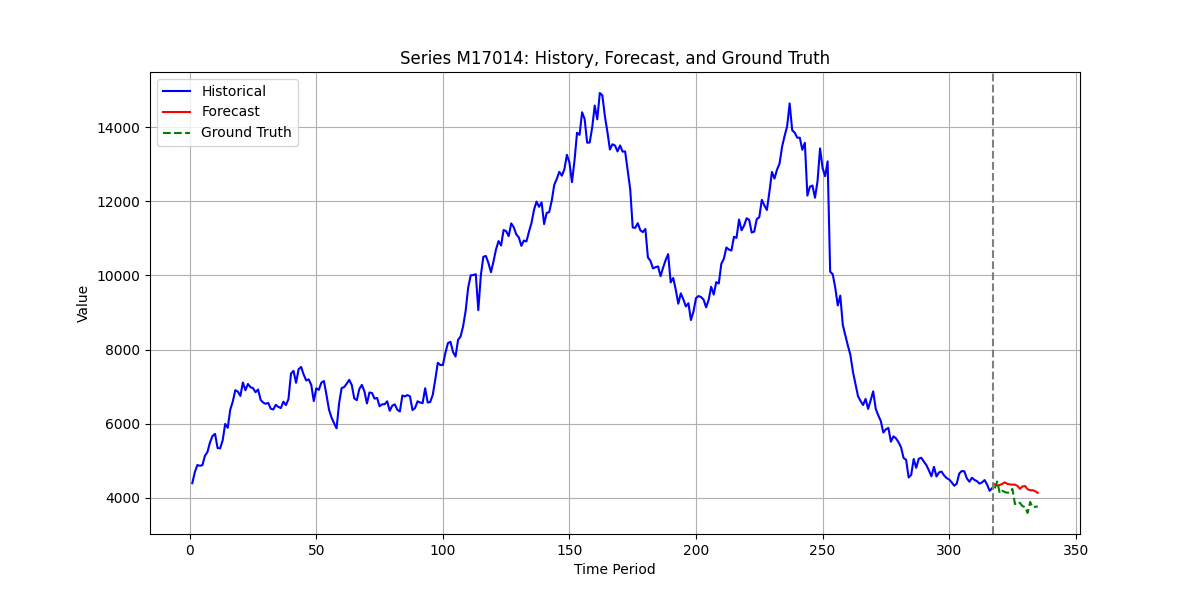 Series M17014: History, Forecast, and Ground Truth
Historical
Forecast
Ground Truth
Value
14000
12000
10000
8000
6000
4000
0 50 100 150 200 250 300 350
Time Period